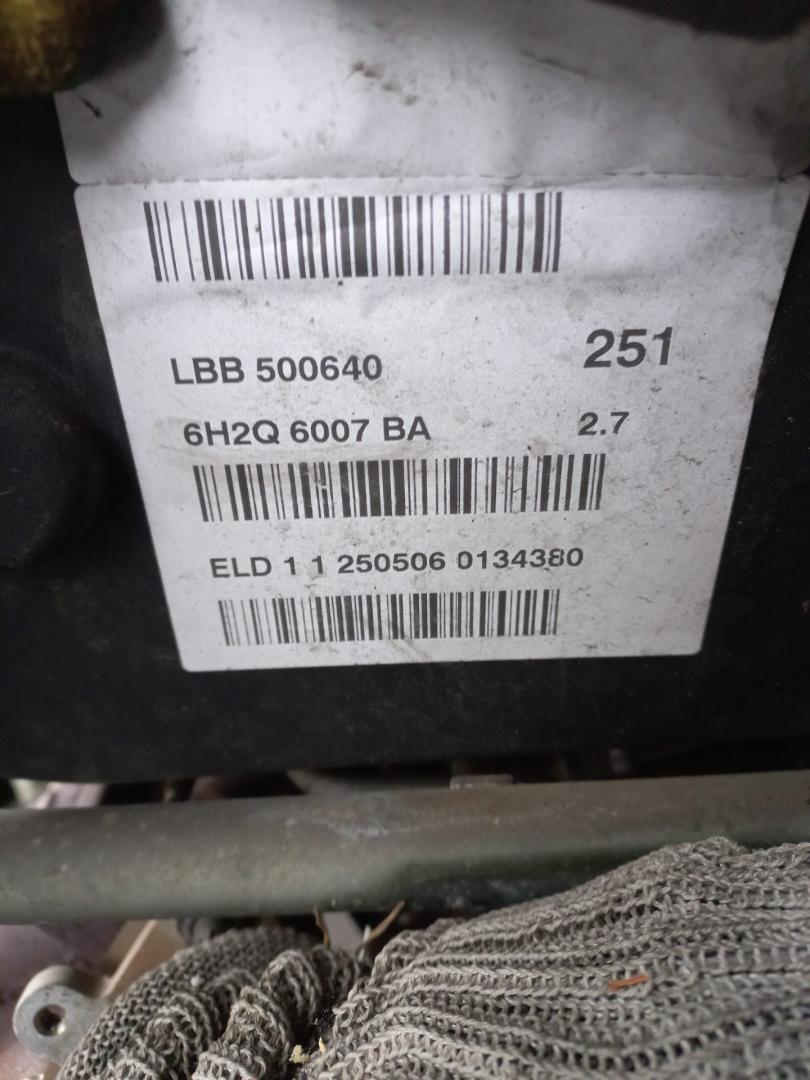 LBB 500640 251
6H2Q 6007 BA 2.7
ELD 1 1 250506 0134380